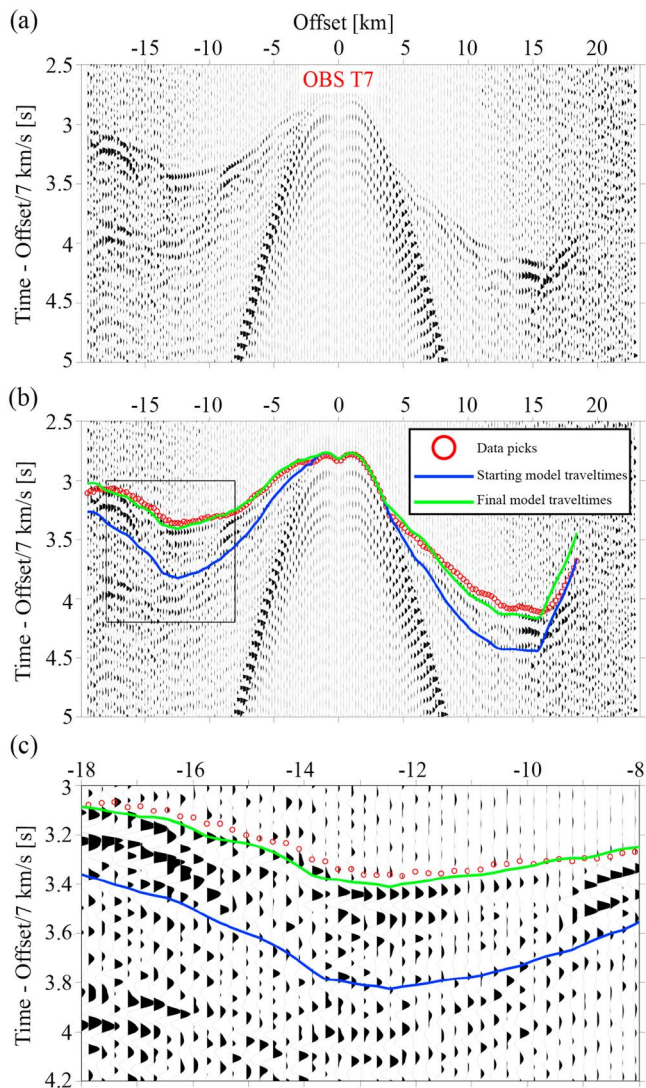 (a)
Offset [km]
-15 -10 -5 0 5 10 15 20
2.5
OBS T7
3
3.5
4
4.5
5
Time - Offset/7 km/s [s]
(b)
-15 -10 -5 0 5 10 15 20
2.5
Data picks
3
Starting model traveltimes
Final model traveltimes
3.5
4
4.5
5
Time - Offset/7 km/s [s]
(c)
-18 -16 -14 -12 -10 -8
3
3.2
3.4
3.6
3.8
4
4.2
Time - Offset/7 km/s [s]